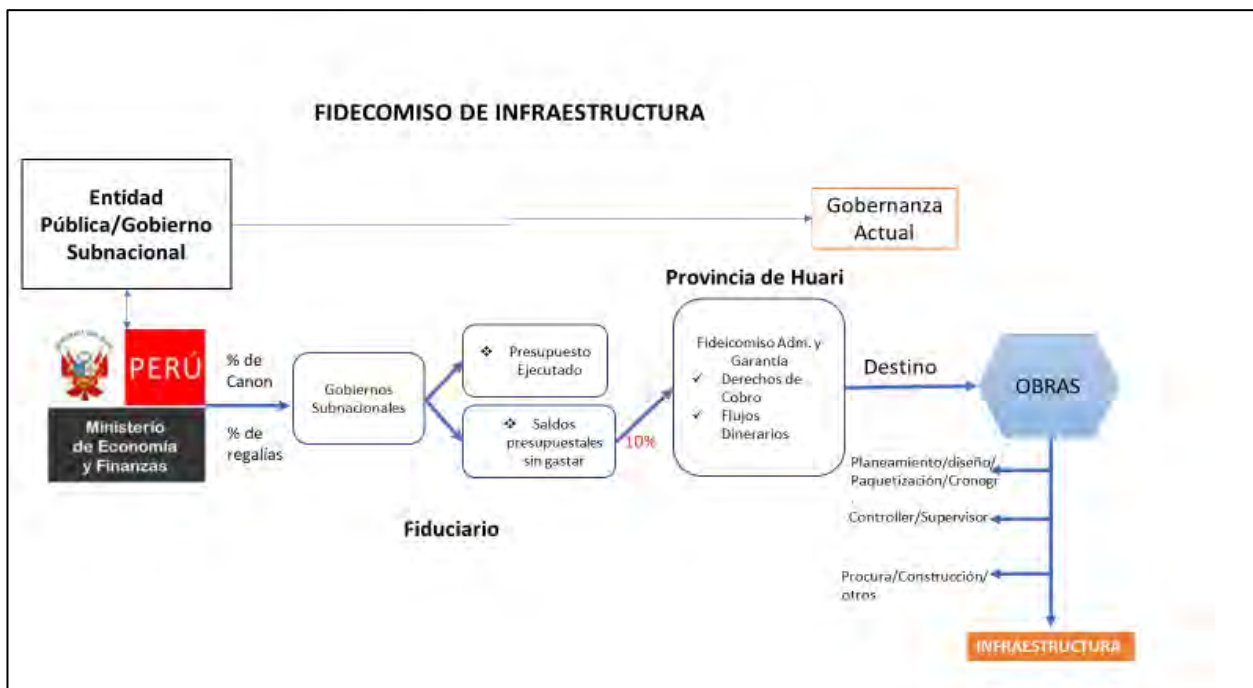 FIDECOMISO DE INFRAESTRUCTURA
Entidad
Pública/Gobierno
Subnacional
Gobernanza
Actual
Provincia de Huari
PERÚ
Ministerio
de Economía
y Finanzas
% de
Canon
% de
regalías
Gobiernos
Subnacionales
❖ Presupuesto
Ejecutado
❖ Saldos
presupuestales
sin gastar
10%
Fideicomiso Adm. y
Garantía
✓ Derechos de
Cobro
✓ Flujos
Dinerarios
Destino
OBRAS
Planeamiento/diseño/
Paquetización/Cronogr
Controller/Supervisor
Procura/Construcción/
otros
Fiduciario
INFRAESTRUCTURA